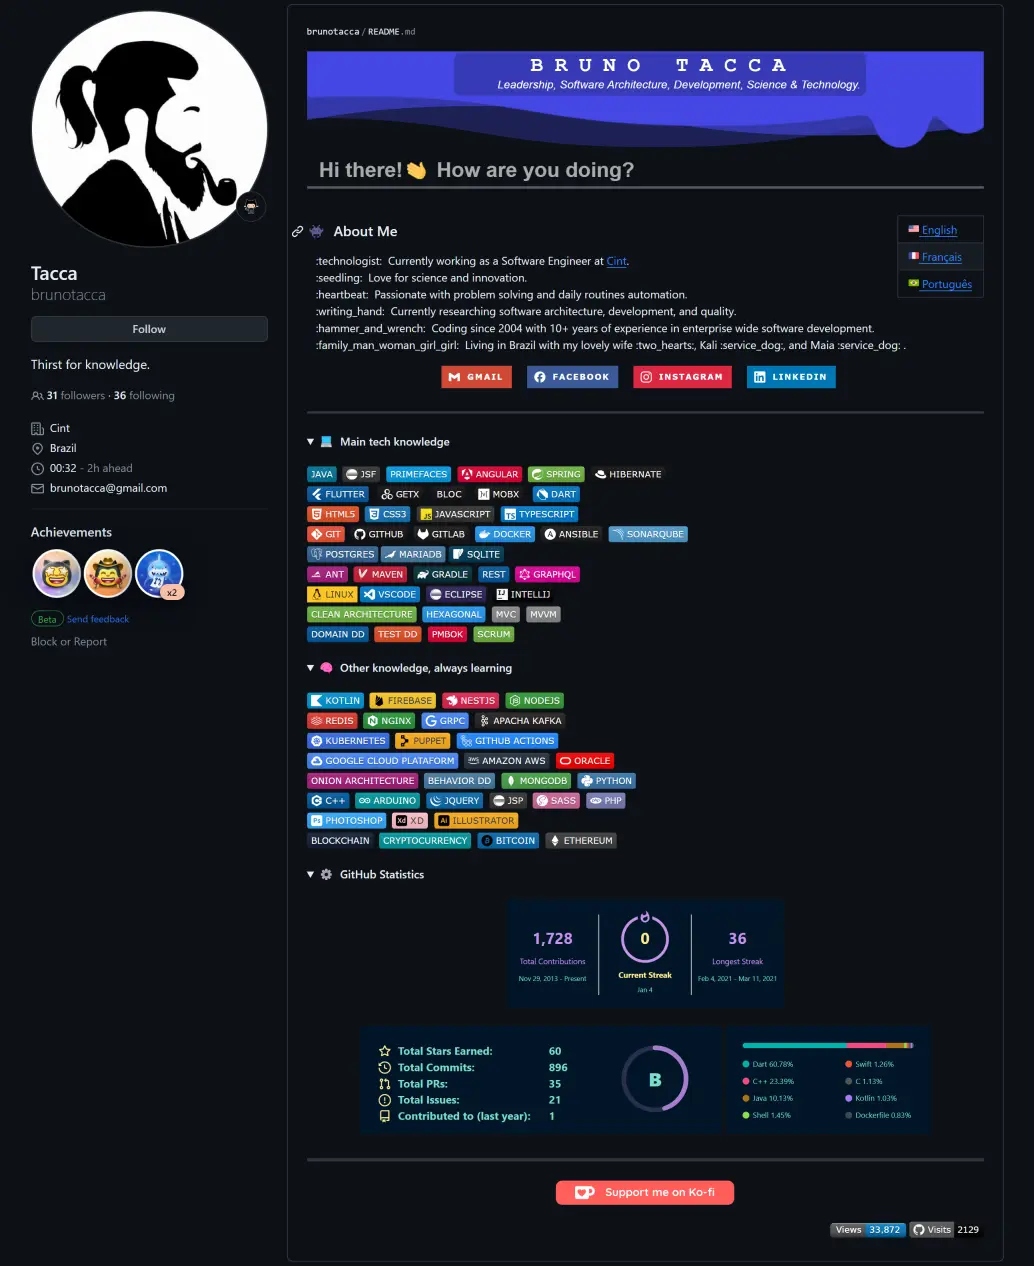 Tacca
brunotacca
Follow
Thirst for knowledge.
31 followers · 36 following
Cint
Brazil
00:32 - 2h ahead
brunotacca@gmail.com
Achievements
x2
Beta Send feedback
Block or Report
brunotacca / README.md
BRUNO TACCA
Leadership, Software Architecture, Development, Science & Technology.
Hi there! 👋 How are you doing?
About Me
English
Français
Português
:technologist: Currently working as a Software Engineer at Cint.
:seedling: Love for science and innovation.
:heartbeat: Passionate with problem solving and daily routines automation.
:writing_hand: Currently researching software architecture, development, and quality.
:hammer_and_wrench: Coding since 2004 with 10+ years of experience in enterprise wide software development.
:family_man_woman_girl_girl: Living in Brazil with my lovely wife :two_hearts:, Kali :service_dog:, and Maia :service_dog: .
GMAIL FACEBOOK INSTAGRAM LINKEDIN
Main tech knowledge
JAVA JSF PRIMEFACES ANGULAR SPRING HIBERNATE
FLUTTER GETX BLOC MOBX DART
HTML5 CSS3 JAVASCRIPT TYPESCRIPT
GIT GITHUB GITLAB DOCKER ANSIBLE SONARQUBE
POSTGRES MARIADB SQLITE
ANT MAVEN GRADLE REST GRAPHQL
LINUX VSCODE ECLIPSE INTELLIJ
CLEAN ARCHITECTURE HEXAGONAL MVC MVVM
DOMAIN DD TEST DD PMBOK SCRUM
Other knowledge, always learning
KOTLIN FIREBASE NESTJS NODEJS
REDIS NGINX GRPC APACHA KAFKA
KUBERNETES PUPPET GITHUB ACTIONS
GOOGLE CLOUD PLATAFORM AMAZON AWS ORACLE
ONION ARCHITECTURE BEHAVIOR DD MONGODB PYTHON
C++ ARDUINO JQUERY JSP SASS PHP
PHOTOSHOP XD ILLUSTRATOR
BLOCKCHAIN CRYPTOCURRENCY BITCOIN ETHEREUM
GitHub Statistics
1,728
Total Contributions
Nov 29, 2013 - Present
0
Current Streak
Jan 4
36
Longest Streak
Feb 4, 2021 - Mar 11, 2021
Total Stars Earned: 60
Total Commits: 896
Total PRs: 35
Total Issues: 21
Contributed to (last year): 1
B
Dart 60.78% Swift 1.26%
C++ 23.39% C 1.13%
Java 10.13% Kotlin 1.03%
Shell 1.45% Dockerfile 0.83%
Support me on Ko-fi
Views 33,872 Visits 2129